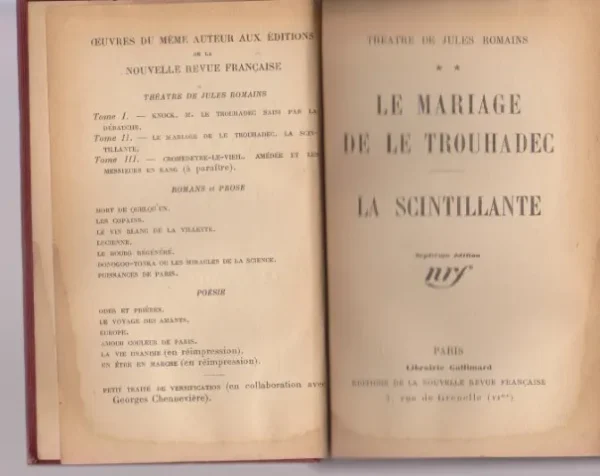 ŒUVRES DU MÊME AUTEUR AUX ÉDITIONS
DE LA
NOUVELLE REVUE FRANÇAISE
THÉATRE DE JULES ROMAINS
Tome I. — KNOCK, M. LE TROUHADEC SAISI PAR LA
DÉBAUCHE.
Tome II. — LE MARIAGE DE LE TROUHADEC. LA SCIN-
TILLANTE.
Tome III. — CROMEDEYRE-LE-VIEIL. AMÉDÉE ET LES
MESSIEURS EN RANG (à paraître).
ROMANS et PROSE
MORT DE QUELQU'UN.
LES COPAINS.
LE VIN BLANC DE LA VILLETTE.
LUCIENNE.
LE BOURG RÉGÉNÉRÉ.
DONOGOO-TONKA OU LES MIRACLES DE LA SCIENCE.
PUISSANCES DE PARIS.
POÉSIE
ODES ET PRIÈRES.
LE VOYAGE DES AMANTS.
EUROPE.
AMOUR COULEUR DE PARIS.
LA VIE UNANIME (en réimpression).
UN ÊTRE EN MARCHE (en réimpression).
PETIT TRAITÉ DE VERSIFICATION (en collaboration avec
Georges Chennevière).
THÉATRE DE JULES ROMAINS
* *
LE MARIAGE
DE LE TROUHADEC
LA SCINTILLANTE
Septième édition
nrf
PARIS
Librairie Gallimard
ÉDITIONS DE LA NOUVELLE REVUE FRANÇAISE
3, rue de Grenelle (VIme)